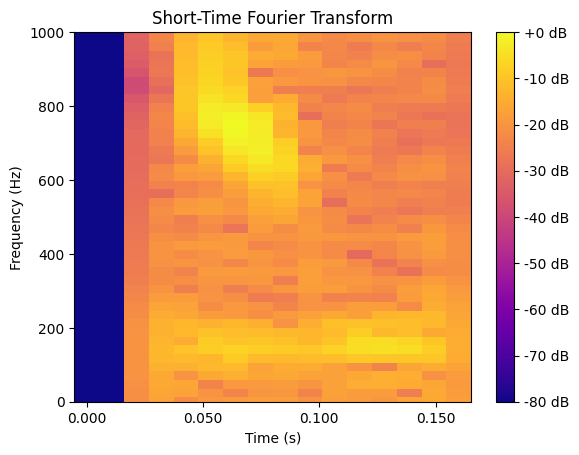 Short-Time Fourier Transform
1000
800
600
400
200
0
Frequency (Hz)
0.000
0.050
0.100
0.150
Time (s)
+0 dB
-10 dB
-20 dB
-30 dB
-40 dB
-50 dB
-60 dB
-70 dB
-80 dB